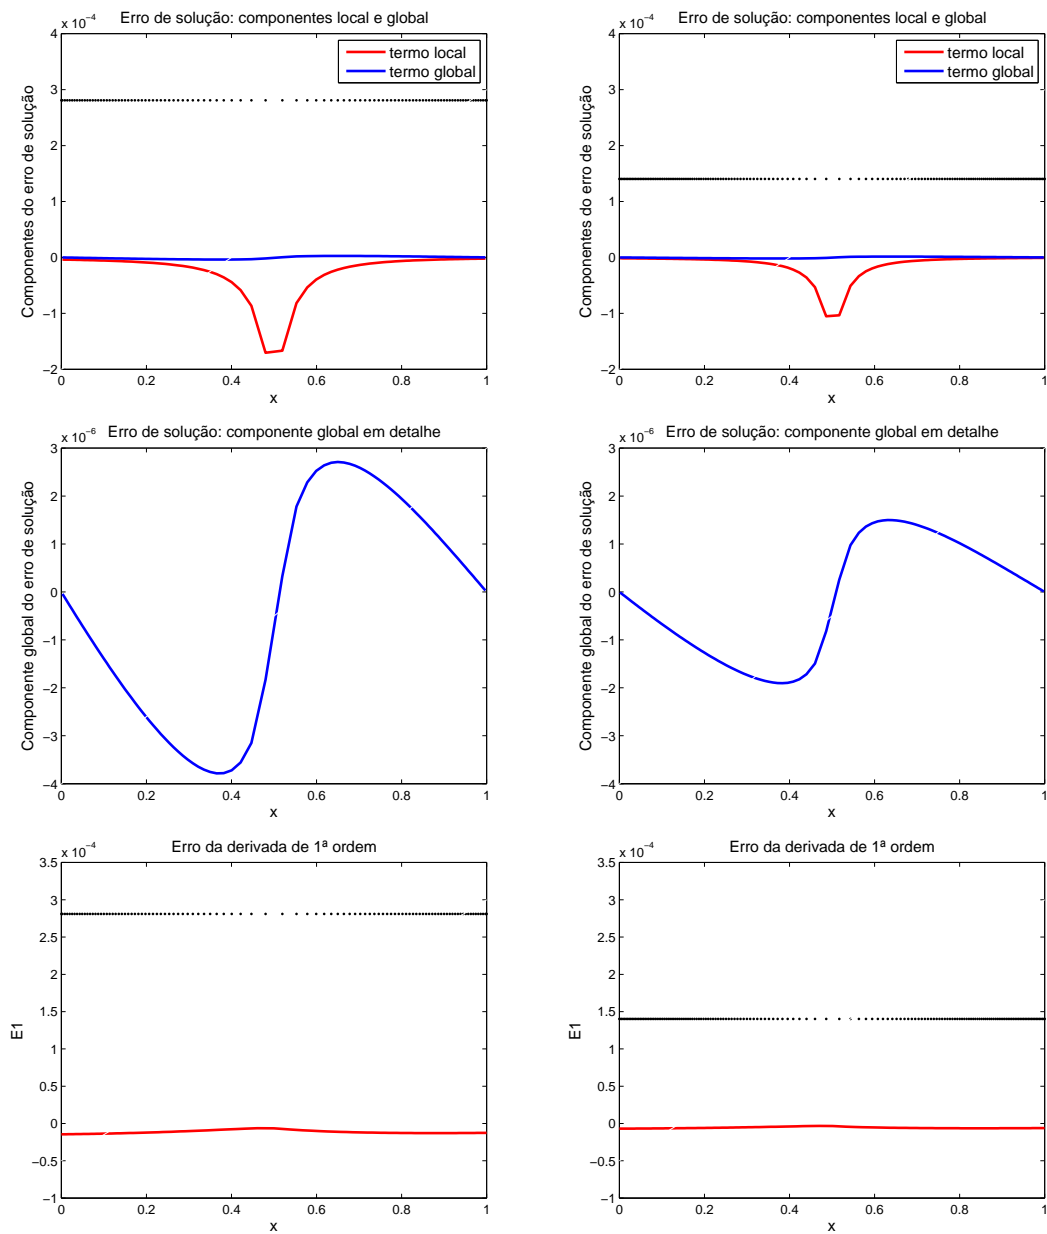 x 10⁻⁴ Erro de solução: componentes local e global
4
3
2
1
0
−1
−2
Componentes do erro de solução
termo local
termo global
0 0.2 0.4 0.6 0.8 1
x
x 10⁻⁴ Erro de solução: componentes local e global
4
3
2
1
0
−1
−2
Componentes do erro de solução
termo local
termo global
0 0.2 0.4 0.6 0.8 1
x
x 10⁻⁶ Erro de solução: componente global em detalhe
3
2
1
0
−1
−2
−3
−4
Componente global do erro de solução
0 0.2 0.4 0.6 0.8 1
x
x 10⁻⁶ Erro de solução: componente global em detalhe
3
2
1
0
−1
−2
−3
−4
Componente global do erro de solução
0 0.2 0.4 0.6 0.8 1
x
x 10⁻⁴ Erro da derivada de 1ª ordem
3.5
3
2.5
2
1.5
1
0.5
0
−0.5
−1
E1
0 0.2 0.4 0.6 0.8 1
x
x 10⁻⁴ Erro da derivada de 1ª ordem
3.5
3
2.5
2
1.5
1
0.5
0
−0.5
−1
E1
0 0.2 0.4 0.6 0.8 1
x